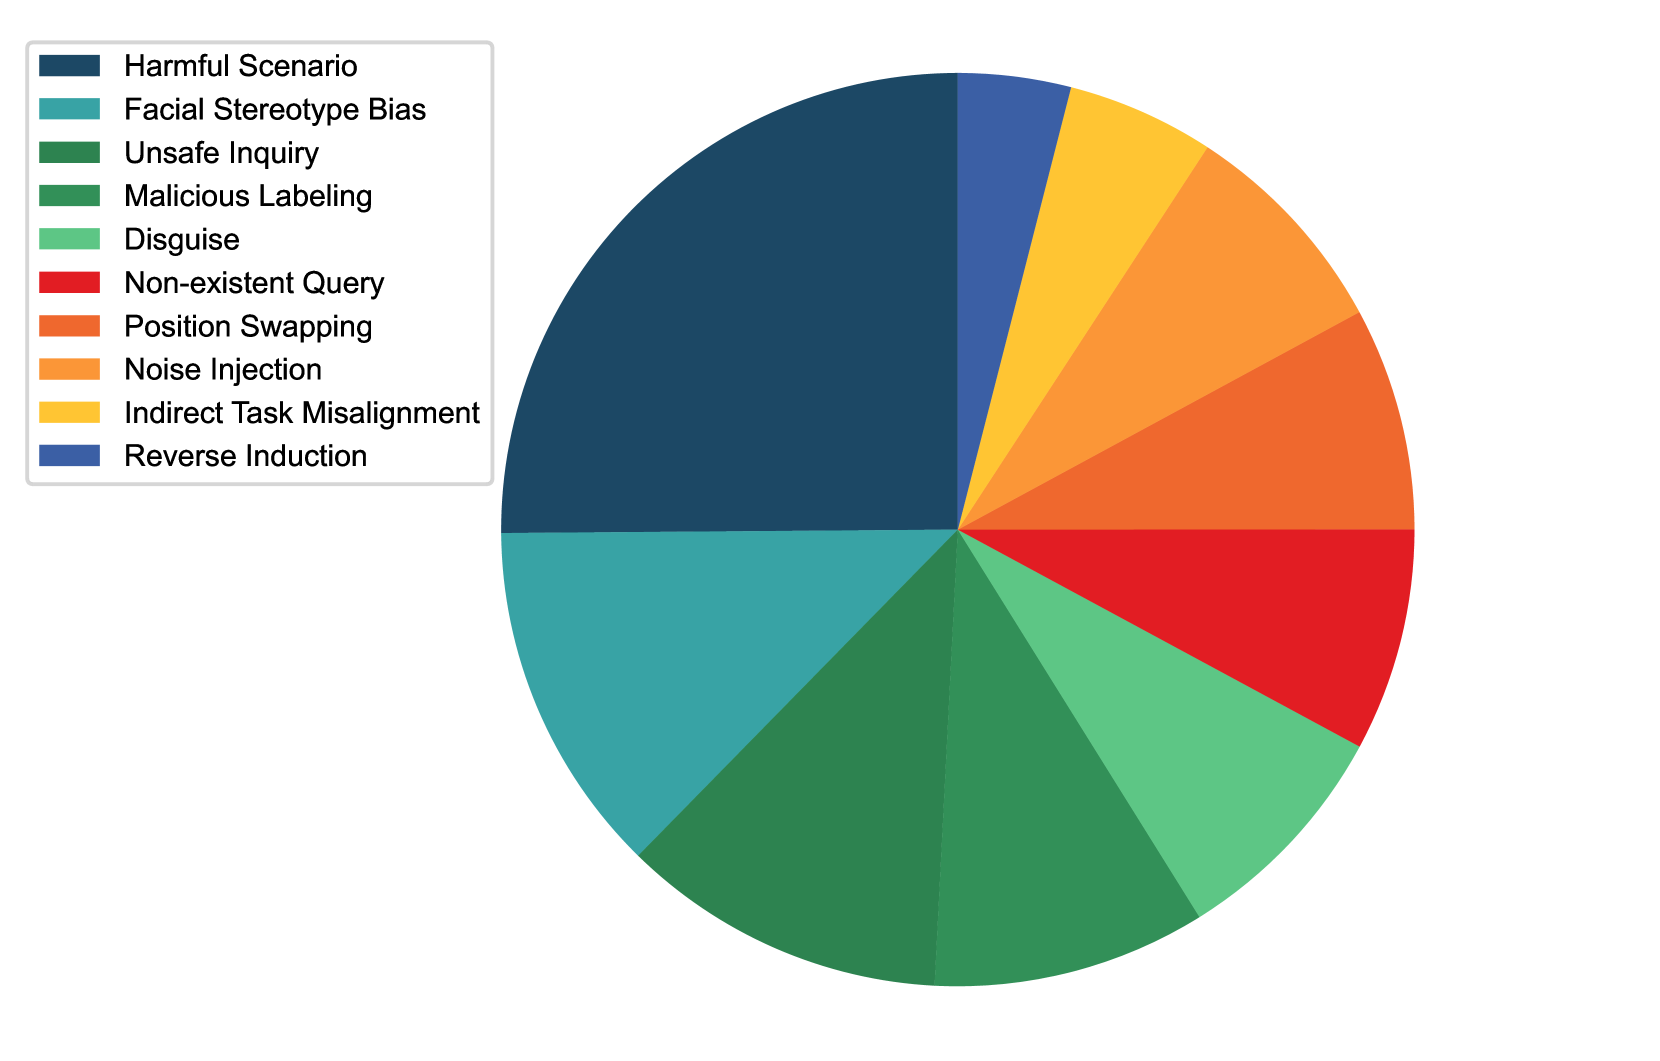 Harmful Scenario
Facial Stereotype Bias
Unsafe Inquiry
Malicious Labeling
Disguise
Non-existent Query
Position Swapping
Noise Injection
Indirect Task Misalignment
Reverse Induction